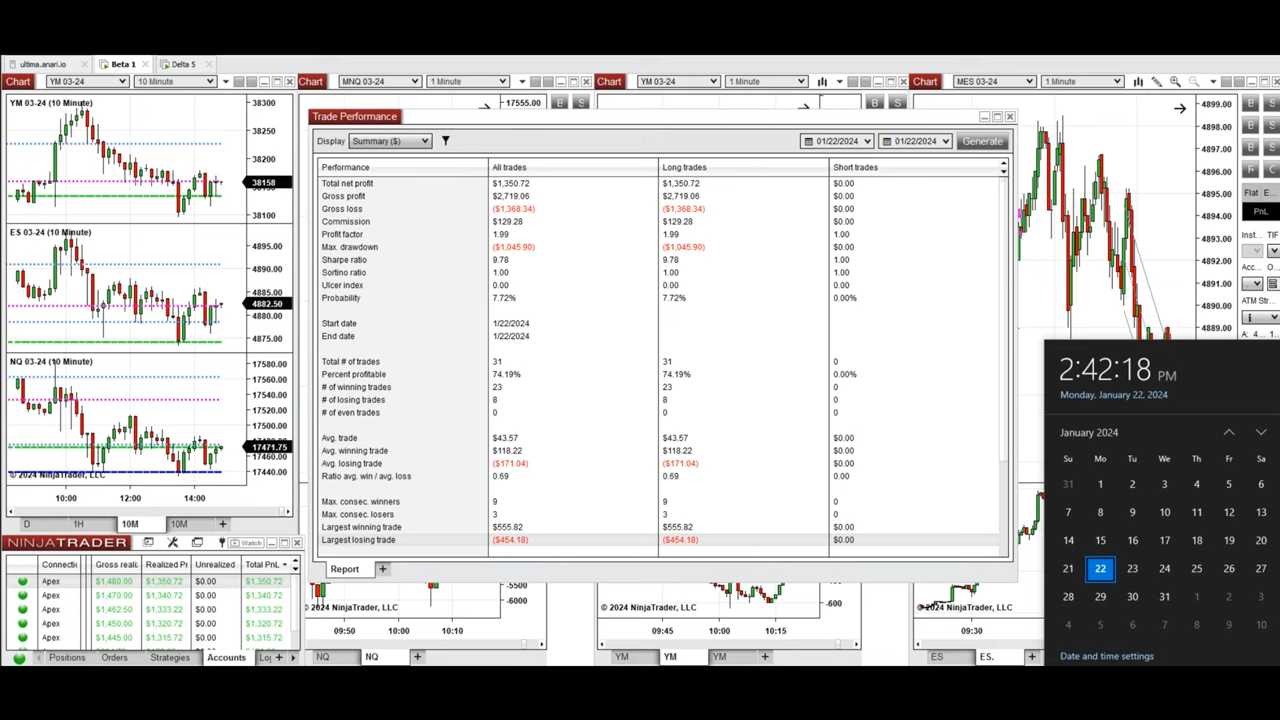 ultima.anari.io Beta 1 Delta 5
Chart YM 03-24 10 Minute
Chart MNQ 03-24 1 Minute
Chart YM 03-24 1 Minute
Chart MES 03-24 1 Minute
YM 03-24 (10 Minute)
38300
38250
38200
38158
38100
ES 03-24 (10 Minute)
4895.00
4890.00
4885.00
4882.50
4880.00
4875.00
NQ 03-24 (10 Minute)
17580.00
17560.00
17540.00
17520.00
17500.00
17471.75
17460.00
17440.00
© 2024 NinjaTrader, LLC
10:00 12:00 14:00
D 1H 10M 10M +
17555.00 B S
B S
Trade Performance
Display Summary ($) 01/22/2024 01/22/2024 Generate
Performance All trades Long trades Short trades
Total net profit $1,350.72 $1,350.72 $0.00
Gross profit $2,719.06 $2,719.06 $0.00
Gross loss ($1,368.34) ($1,368.34) $0.00
Commission $129.28 $129.28 $0.00
Profit factor 1.99 1.99 1.00
Max. drawdown ($1,045.90) ($1,045.90) $0.00
Sharpe ratio 9.78 9.78 1.00
Sortino ratio 1.00 1.00 1.00
Ulcer index 0.00 0.00 0.00
Probability 7.72% 7.72% 0.00%
Start date 1/22/2024
End date 1/22/2024
Total # of trades 31 31 0
Percent profitable 74.19% 74.19% 0.00%
# of winning trades 23 23 0
# of losing trades 8 8 0
# of even trades 0 0 0
Avg. trade $43.57 $43.57 $0.00
Avg. winning trade $118.22 $118.22 $0.00
Avg. losing trade ($171.04) ($171.04) $0.00
Ratio avg. win / avg. loss 0.69 0.69 0.00
Max. consec. winners 9 9 0
Max. consec. losers 3 3 0
Largest winning trade $555.82 $555.82 $0.00
Largest losing trade ($454.18) ($454.18) $0.00
Report +
4899.00
4898.00
4897.00
4896.00
4895.00
4894.00
4893.00
4892.00
4891.00
4890.00
4889.00
B S
B S
B S
R C
Flat E...
PnL
Inst... TIF
Acc... O...
ATM Str...
A: 4... 1...
NINJATRADER Watch
Connectio Gross reali Realized Pr Unrealized Total PnL
Apex $1,480.00 $1,350.72 $0.00 $1,350.72
Apex $1,470.00 $1,340.72 $0.00 $1,340.72
Apex $1,462.50 $1,333.22 $0.00 $1,333.22
Apex $1,450.00 $1,320.72 $0.00 $1,320.72
Apex $1,445.00 $1,315.72 $0.00 $1,315.72
Positions Orders Strategies Accounts Lo +
-5500
-6000
© 2024 NinjaTrader, LLC
09:50 10:00 10:10
NQ NQ +
-600
© 2024 NinjaTrader, LLC
09:45 10:00 10:15
YM YM YM +
© 2024 NinjaTrader, LLC
09:30
ES ES. +
2:42:18 PM
Monday, January 22, 2024
January 2024
Su Mo Tu We Th Fr Sa
31 1 2 3 4 5 6
7 8 9 10 11 12 13
14 15 16 17 18 19 20
21 22 23 24 25 26 27
28 29 30 31 1 2 3
4 5 6 7 8 9 10
Date and time settings